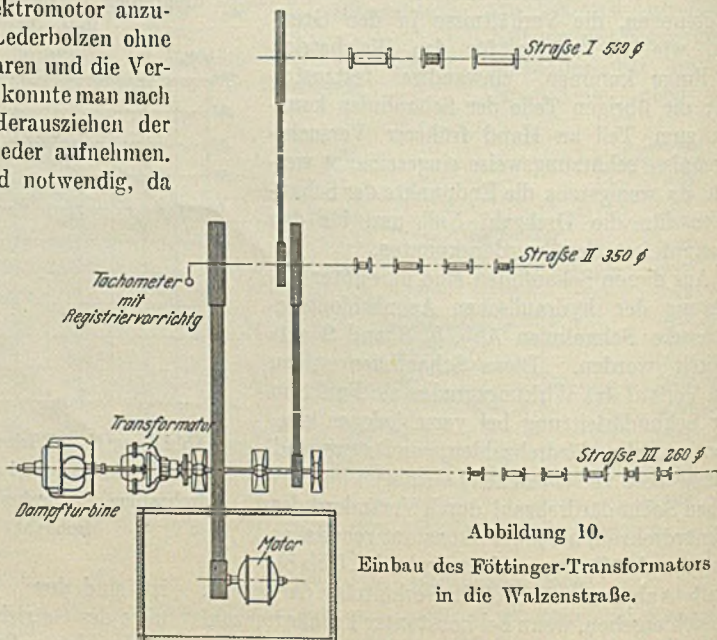 ektromotor anzu-
Lederbolzen ohne
aren und die Ver-
konnte man nach
Herausziehen der
eder aufnehmen.
d notwendig, da
Straße I 550 ϕ
Straße II 350 ϕ
Tachometer
mit
Registriervorrichtg
Transformator
Straße III 260 ϕ
Dampfturbine
Motor
Abbildung 10.
Einbau des Föttinger-Transformators
in die Walzenstraße.